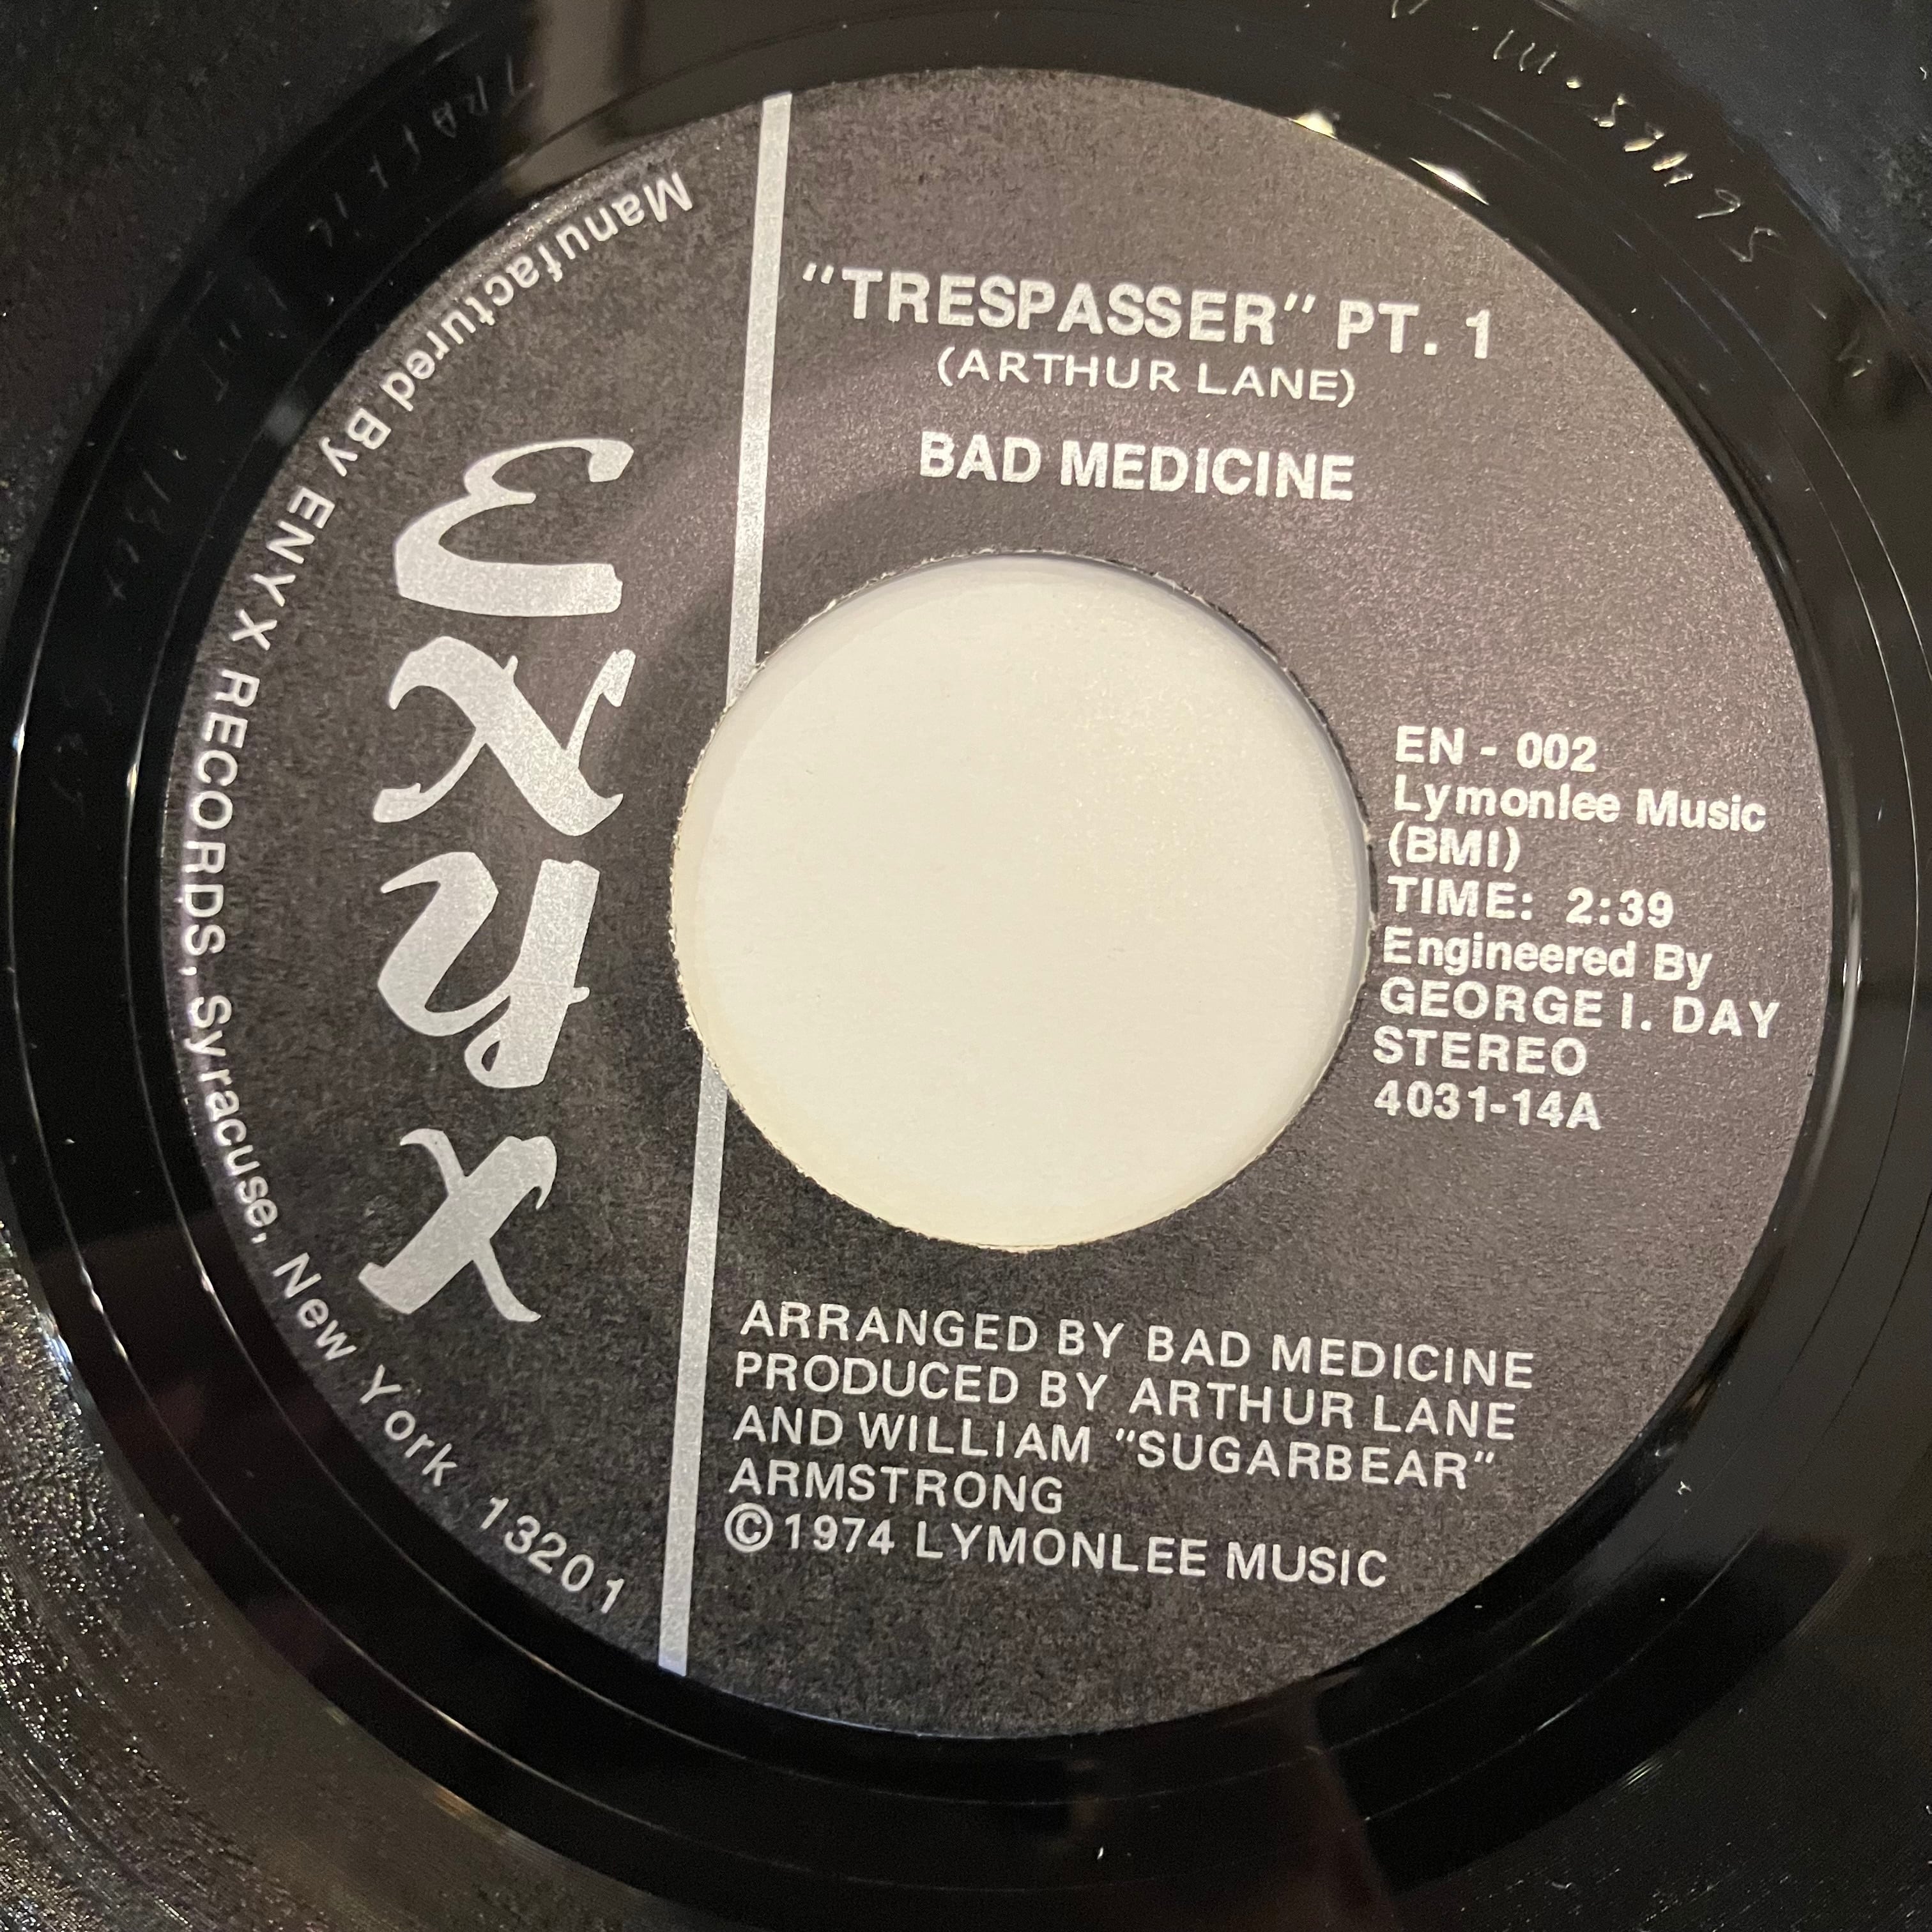 "TRESPASSER" PT. 1
(ARTHUR LANE)
BAD MEDICINE
Enyx
Manufactured By ENYX RECORDS, Syracuse, New York 13201
EN - 002
Lymonlee Music
(BMI)
TIME: 2:39
Engineered By
GEORGE I. DAY
STEREO
4031-14A
ARRANGED BY BAD MEDICINE
PRODUCED BY ARTHUR LANE
AND WILLIAM "SUGARBEAR"
ARMSTRONG
©1974 LYMONLEE MUSIC